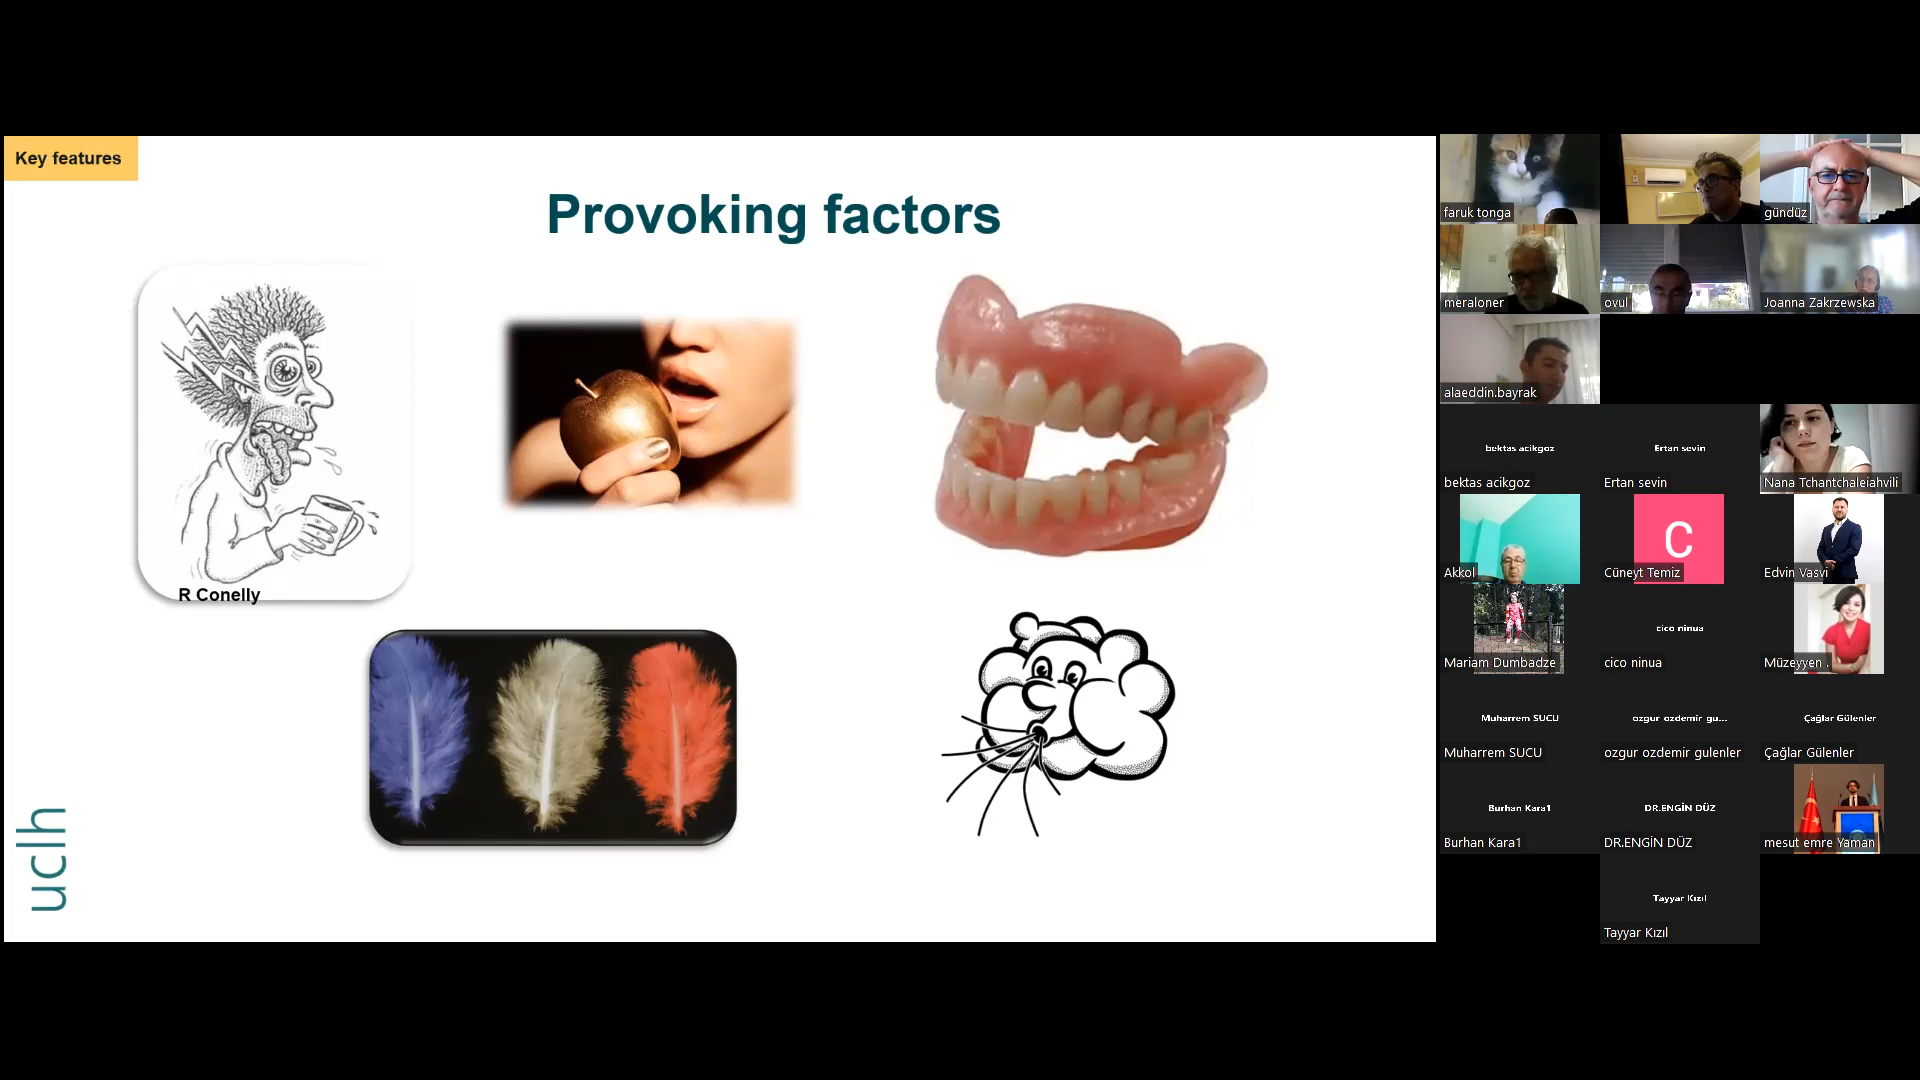 Key features
Provoking factors
R Conelly
uclh
faruk tonga
gündüz
meraloner
ovul
Joanna Zakrzewska
alaeddin.bayrak
bektas acikgoz
bektas acikgoz
Ertan sevin
Ertan sevin
Nana Tchantchaleiahvili
Akkol
C
Cüneyt Temiz
Edvin Vasvi
Mariam Dumbadze
cico ninua
cico ninua
Müzeyyen .
Muharrem SUCU
Muharrem SUCU
ozgur ozdemir gu...
ozgur ozdemir gulenler
Çağlar Gülenler
Çağlar Gülenler
Burhan Kara1
Burhan Kara1
DR.ENGİN DÜZ
DR.ENGİN DÜZ
mesut emre Yaman
Tayyar Kızıl
Tayyar Kızıl